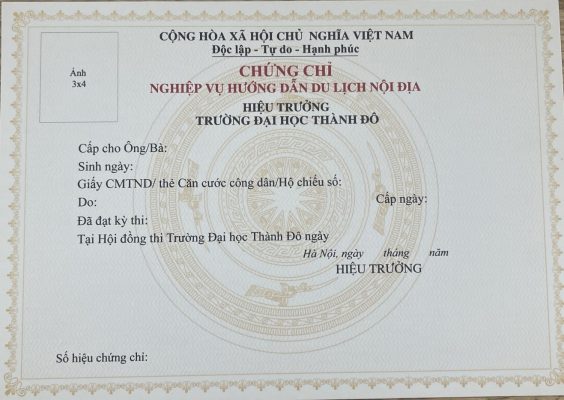 CỘNG HÒA XÃ HỘI CHỦ NGHĨA VIỆT NAM
Độc lập - Tự do - Hạnh phúc
Ảnh
3x4
CHỨNG CHỈ
NGHIỆP VỤ HƯỚNG DẪN DU LỊCH NỘI ĐỊA
HIỆU TRƯỞNG
TRƯỜNG ĐẠI HỌC THÀNH ĐÔ
Cấp cho Ông/Bà:
Sinh ngày:
Giấy CMTND/ thẻ Căn cước công dân/Hộ chiếu số:
Do: Cấp ngày:
Đã đạt kỳ thi:
Tại Hội đồng thi Trường Đại học Thành Đô ngày
Hà Nội, ngày tháng năm
HIỆU TRƯỞNG
Số hiệu chứng chỉ: